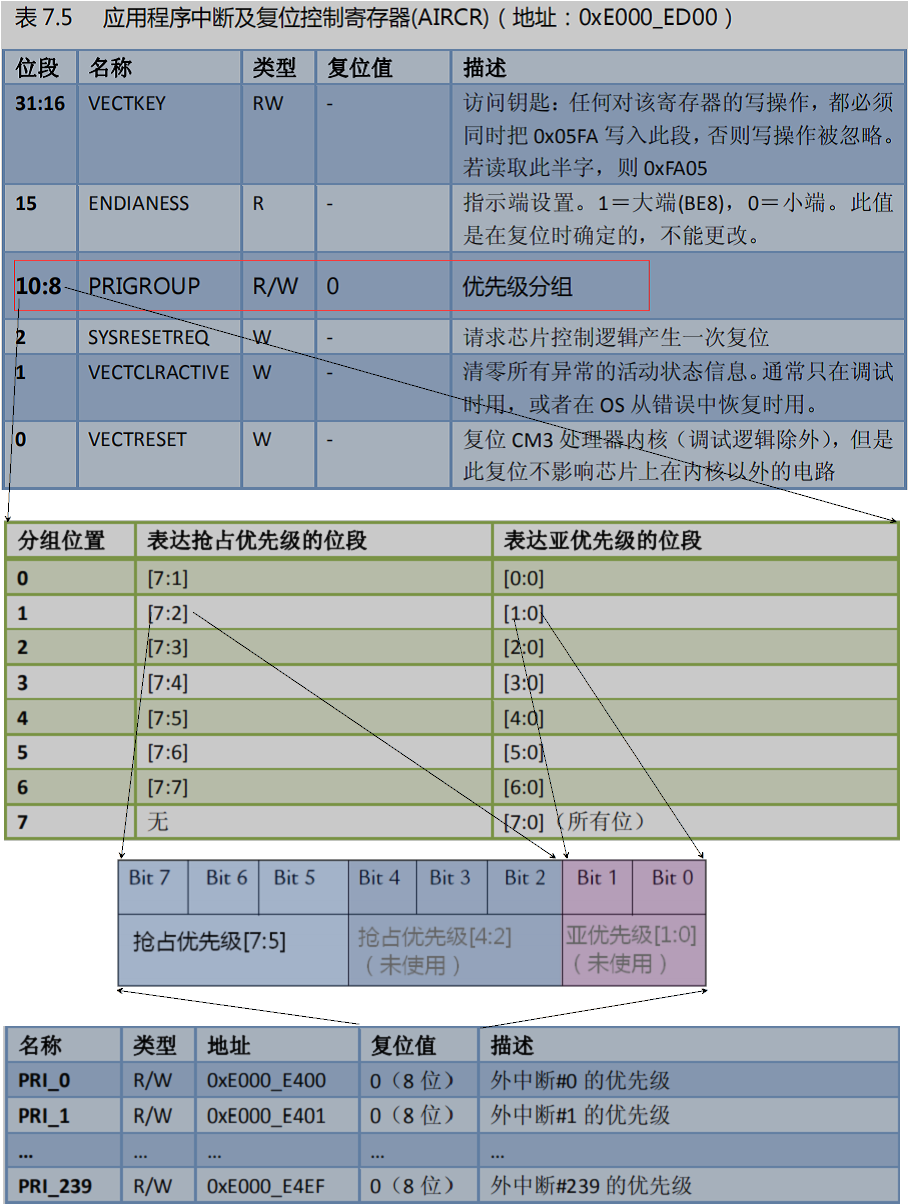 表 7.5 应用程序中断及复位控制寄存器(AIRCR)（地址：0xE000_ED00）
位段 名称 类型 复位值 描述
31:16 VECTKEY RW - 访问钥匙：任何对该寄存器的写操作，都必须
同时把 0x05FA 写入此段，否则写操作被忽略。
若读取此半字，则 0xFA05
15 ENDIANESS R - 指示端设置。1＝大端(BE8)，0＝小端。此值
是在复位时确定的，不能更改。
10:8 PRIGROUP R/W 0 优先级分组
2 SYSRESETREQ W - 请求芯片控制逻辑产生一次复位
1 VECTCLRACTIVE W - 清零所有异常的活动状态信息。通常只在调试
时用，或者在 OS 从错误中恢复时用。
0 VECTRESET W - 复位 CM3 处理器内核（调试逻辑除外），但是
此复位不影响芯片上在内核以外的电路
分组位置 表达抢占优先级的位段 表达亚优先级的位段
0 [7:1] [0:0]
1 [7:2] [1:0]
2 [7:3] [2:0]
3 [7:4] [3:0]
4 [7:5] [4:0]
5 [7:6] [5:0]
6 [7:7] [6:0]
7 无 [7:0]（所有位）
Bit 7 Bit 6 Bit 5 Bit 4 Bit 3 Bit 2 Bit 1 Bit 0
抢占优先级[7:5] 抢占优先级[4:2] 亚优先级[1:0]
（未使用） （未使用）
名称 类型 地址 复位值 描述
PRI_0 R/W 0xE000_E400 0（8 位） 外中断#0 的优先级
PRI_1 R/W 0xE000_E401 0（8 位） 外中断#1 的优先级
... ... ... ... ...
PRI_239 R/W 0xE000_E4EF 0（8 位） 外中断#239 的优先级